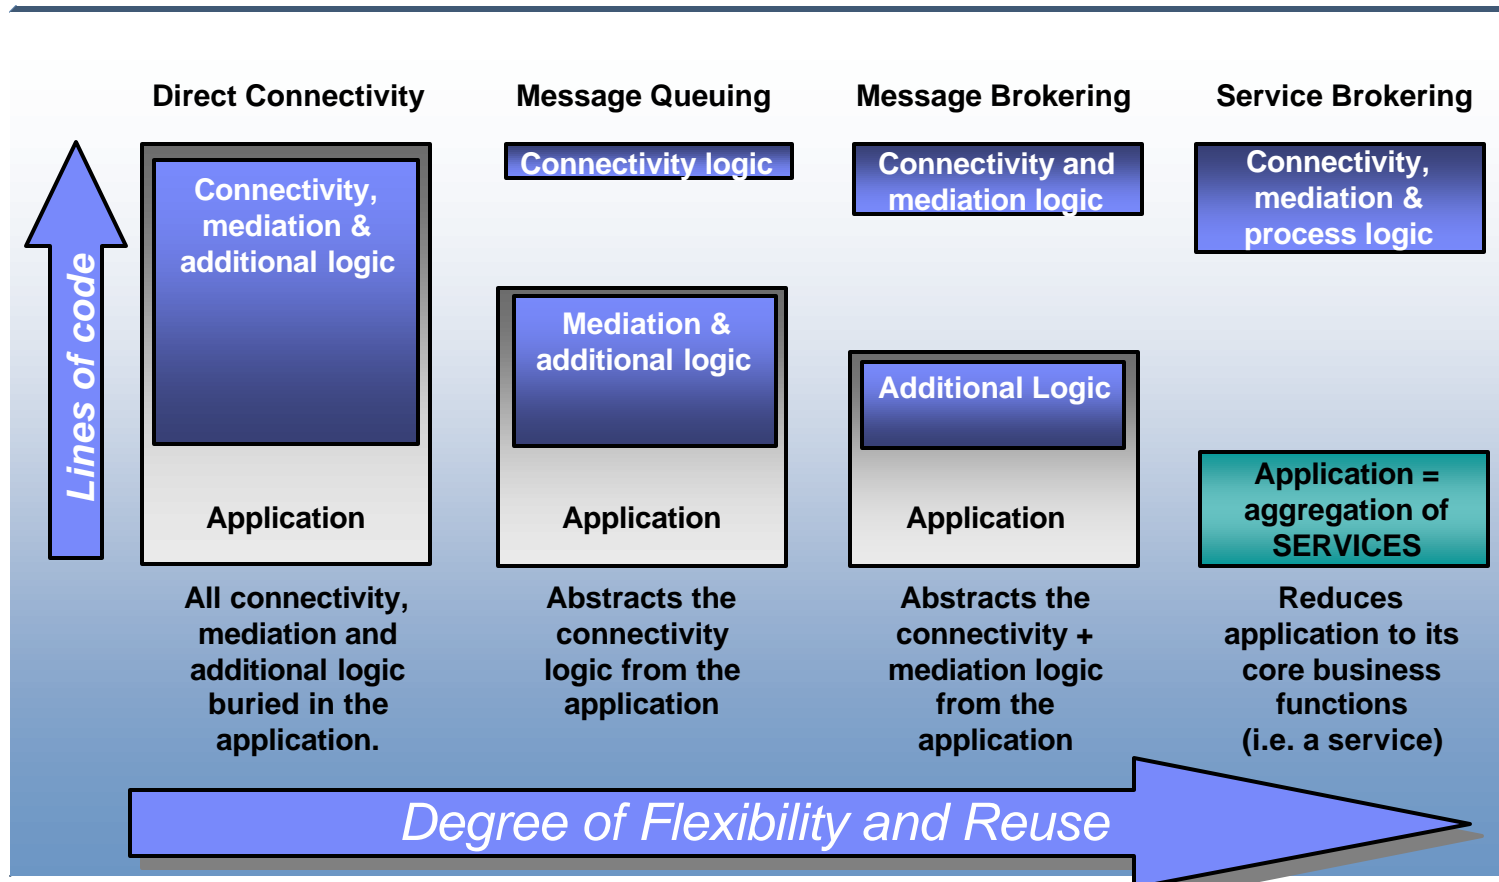 Direct Connectivity
Message Queuing
Message Brokering
Service Brokering
Lines of code
Connectivity,
mediation &
additional logic
Application
All connectivity,
mediation and
additional logic
buried in the
application.
Connectivity logic
Mediation &
additional logic
Application
Abstracts the
connectivity
logic from the
application
Connectivity and
mediation logic
Additional Logic
Application
Abstracts the
connectivity +
mediation logic
from the
application
Connectivity,
mediation &
process logic
Application =
aggregation of
SERVICES
Reduces
application to its
core business
functions
(i.e. a service)
Degree of Flexibility and Reuse